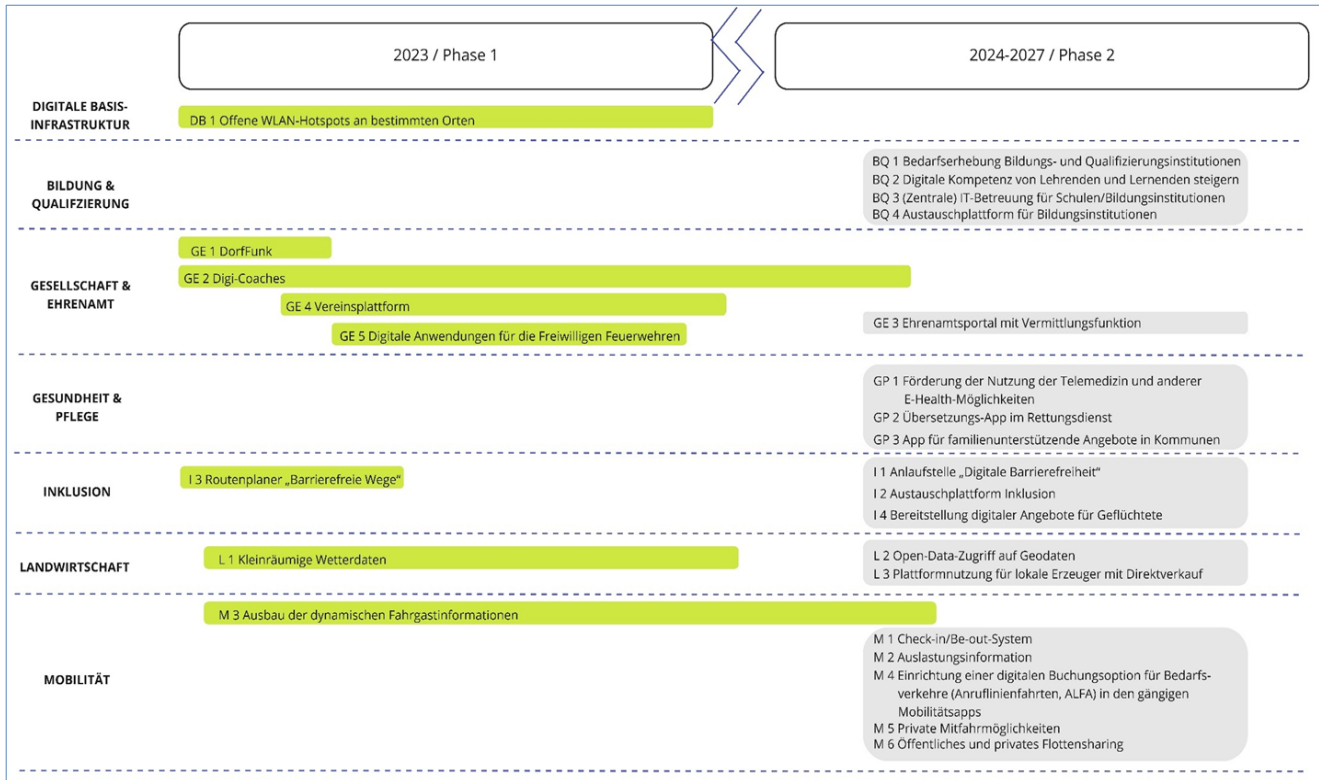 2023 / Phase 1
2024-2027 / Phase 2
DIGITALE BASIS-
INFRASTRUKTUR
DB 1 Offene WLAN-Hotspots an bestimmten Orten
BILDUNG &
QUALIFZIERUNG
BQ 1 Bedarfserhebung Bildungs- und Qualifizierungsinstitutionen
BQ 2 Digitale Kompetenz von Lehrenden und Lernenden steigern
BQ 3 (Zentrale) IT-Betreuung für Schulen/Bildungsinstitutionen
BQ 4 Austauschplattform für Bildungsinstitutionen
GESELLSCHAFT &
EHRENAMT
GE 1 DorfFunk
GE 2 Digi-Coaches
GE 4 Vereinsplattform
GE 5 Digitale Anwendungen für die Freiwilligen Feuerwehren
GE 3 Ehrenamtsportal mit Vermittlungsfunktion
GESUNDHEIT &
PFLEGE
GP 1 Förderung der Nutzung der Telemedizin und anderer
E-Health-Möglichkeiten
GP 2 Übersetzungs-App im Rettungsdienst
GP 3 App für familienunterstützende Angebote in Kommunen
INKLUSION
I 3 Routenplaner „Barrierefreie Wege“
I 1 Anlaufstelle „Digitale Barrierefreiheit“
I 2 Austauschplattform Inklusion
I 4 Bereitstellung digitaler Angebote für Geflüchtete
LANDWIRTSCHAFT
L 1 Kleinräumige Wetterdaten
L 2 Open-Data-Zugriff auf Geodaten
L 3 Plattformnutzung für lokale Erzeuger mit Direktverkauf
MOBILITÄT
M 3 Ausbau der dynamischen Fahrgastinformationen
M 1 Check-in/Be-out-System
M 2 Auslastungsinformation
M 4 Einrichtung einer digitalen Buchungsoption für Bedarfs-
verkehre (Anruflinienfahrten, ALFA) in den gängigen
Mobilitätsapps
M 5 Private Mitfahrmöglichkeiten
M 6 Öffentliches und privates Flottensharing